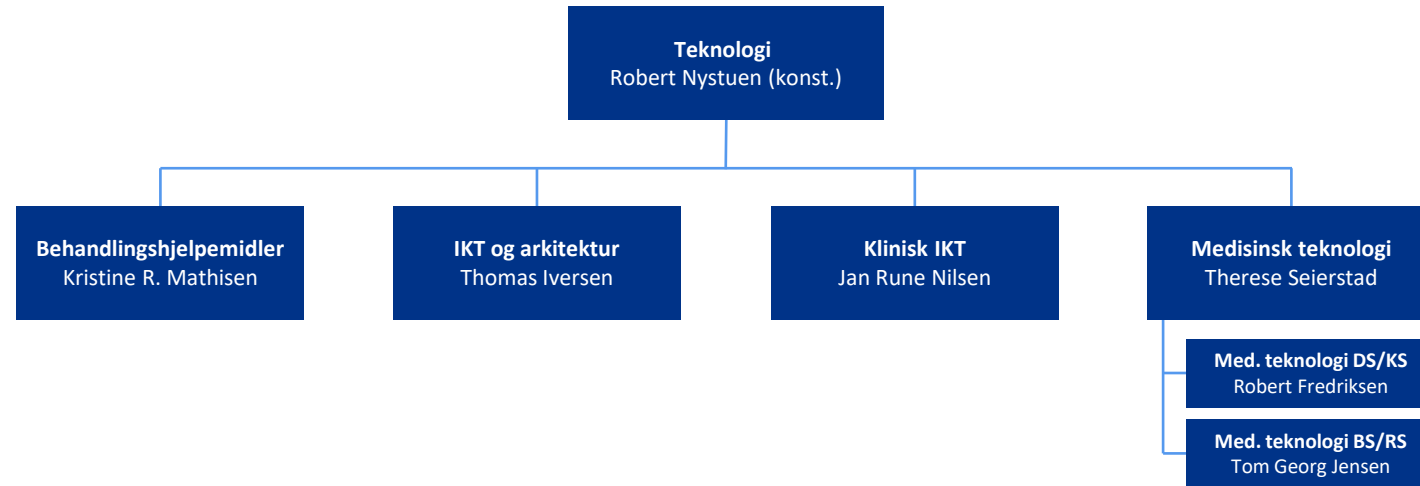 Teknologi
Robert Nystuen (konst.)
Behandlingshjelpemidler
Kristine R. Mathisen
IKT og arkitektur
Thomas Iversen
Klinisk IKT
Jan Rune Nilsen
Medisinsk teknologi
Therese Seierstad
Med. teknologi DS/KS
Robert Fredriksen
Med. teknologi BS/RS
Tom Georg Jensen